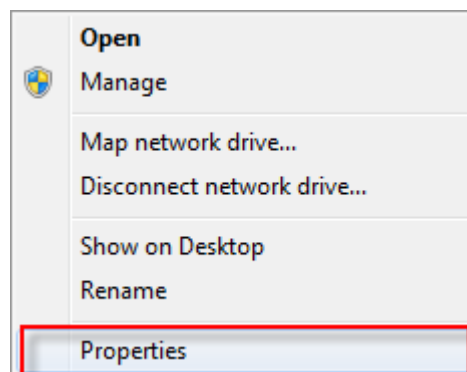 Open
Manage
Map network drive...
Disconnect network drive...
Show on Desktop
Rename
Properties